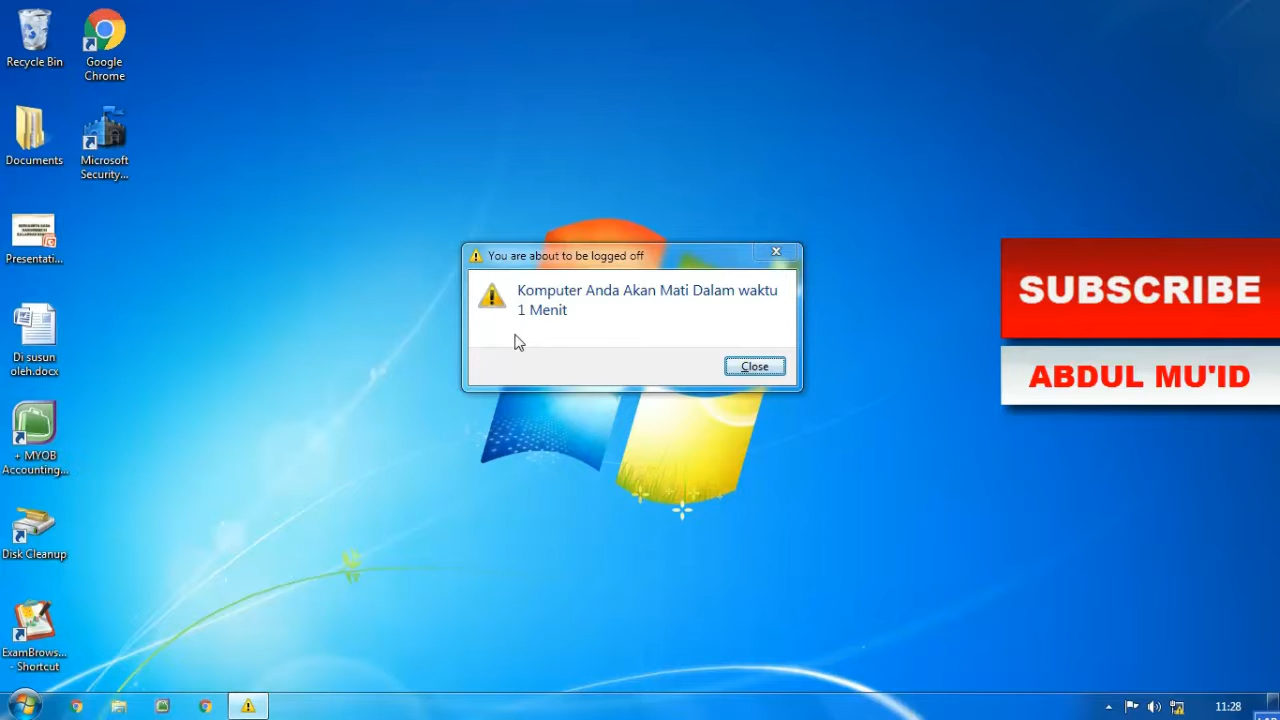 Recycle Bin
Google
Chrome
Documents
Microsoft
Security...
Presentati...
Di susun
oleh.docx
+ MYOB
Accounting...
Disk Cleanup
ExamBrows...
- Shortcut
You are about to be logged off
Komputer Anda Akan Mati Dalam waktu
1 Menit
Close
SUBSCRIBE
ABDUL MU'ID
11:28